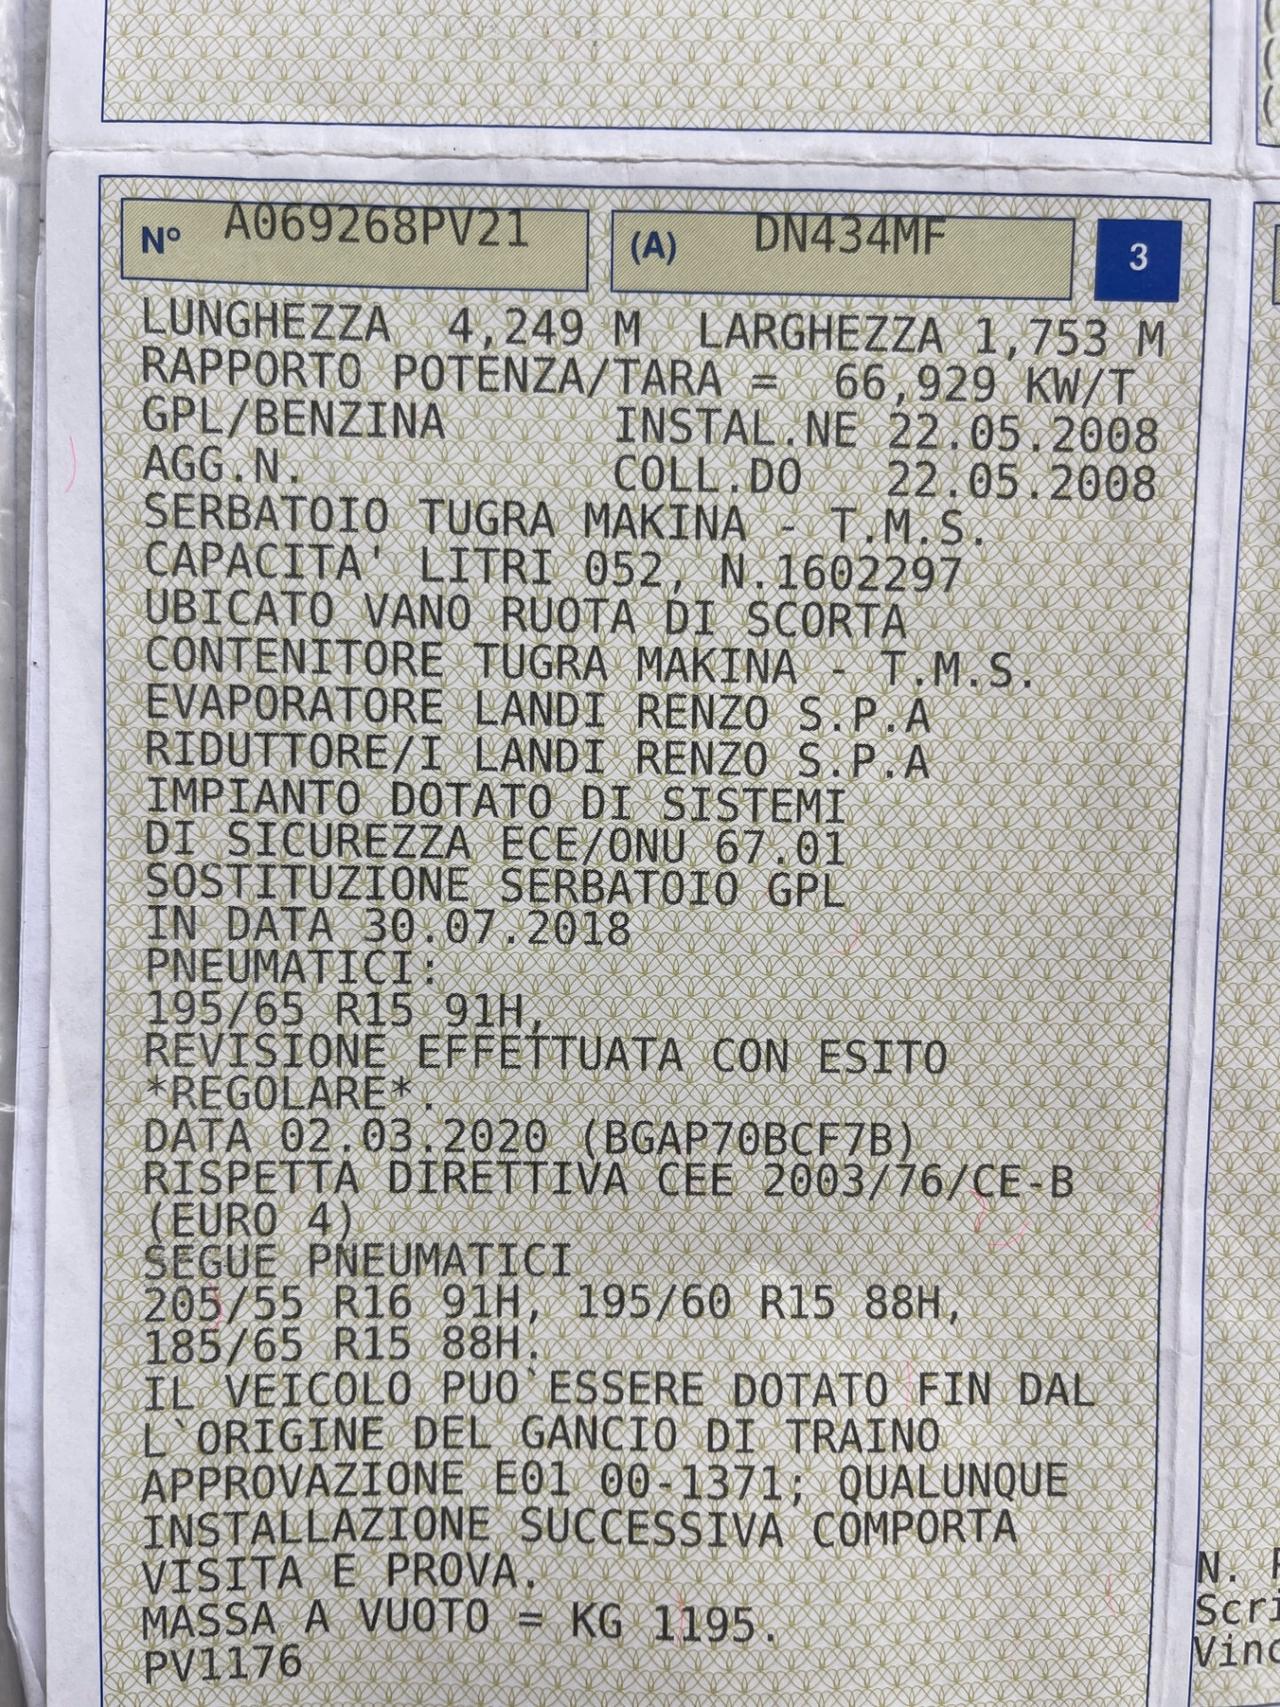 N° A069268PV21 (A) DN434MF 3
LUNGHEZZA 4,249 M LARGHEZZA 1,753 M
RAPPORTO POTENZA/TARA = 66,929 KW/T
GPL/BENZINA INSTAL.NE 22.05.2008
AGG.N. COLL.DO 22.05.2008
SERBATOIO TUGRA MAKINA - T.M.S.
CAPACITA' LITRI 052, N.1602297
UBICATO VANO RUOTA DI SCORTA
CONTENITORE TUGRA MAKINA - T.M.S.
EVAPORATORE LANDI RENZO S.P.A
RIDUTTORE/I LANDI RENZO S.P.A
IMPIANTO DOTATO DI SISTEMI
DI SICUREZZA ECE/ONU 67.01
SOSTITUZIONE SERBATOIO GPL
IN DATA 30.07.2018
PNEUMATICI:
195/65 R15 91H,
REVISIONE EFFETTUATA CON ESITO
*REGOLARE*.
DATA 02.03.2020 (BGAP70BCF7B)
RISPETTA DIRETTIVA CEE 2003/76/CE-B
(EURO 4)
SEGUE PNEUMATICI
205/55 R16 91H, 195/60 R15 88H,
185/65 R15 88H.
IL VEICOLO PUO`ESSERE DOTATO FIN DAL
L`ORIGINE DEL GANCIO DI TRAINO
APPROVAZIONE E01 00-1371; QUALUNQUE
INSTALLAZIONE SUCCESSIVA COMPORTA
VISITA E PROVA.
MASSA A VUOTO = KG 1195.
PV1176
N.
Scri
Vinc